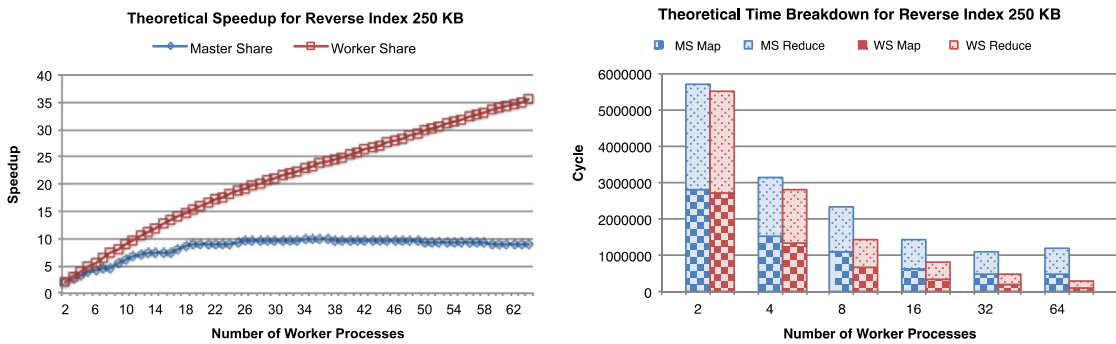 Theoretical Speedup for Reverse Index 250 KB
Master Share Worker Share
40
35
30
25
20
15
10
5
0
Speedup
2 6 10 14 18 22 26 30 34 38 42 46 50 54 58 62
Number of Worker Processes
Theoretical Time Breakdown for Reverse Index 250 KB
MS Map MS Reduce WS Map WS Reduce
6000000
5000000
4000000
3000000
2000000
1000000
0
Cycle
2 4 8 16 32 64
Number of Worker Processes